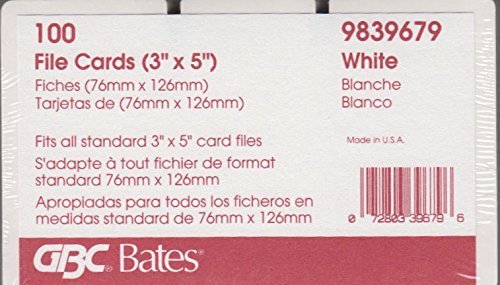 100
9839679
File Cards (3" x 5")
White
Fiches (76mm x 126mm)
Blanche
Tarjetas de (76mm x 126mm)
Blanco
Fits all standard 3" x 5" card files
Made in U.S.A.
S'adapte à tout fichier de format
standard 76mm x 126mm
Apropiadas para todos los ficheros en
medidas standard de 76mm x 126mm
0 72803 39679 6
GBC Bates®